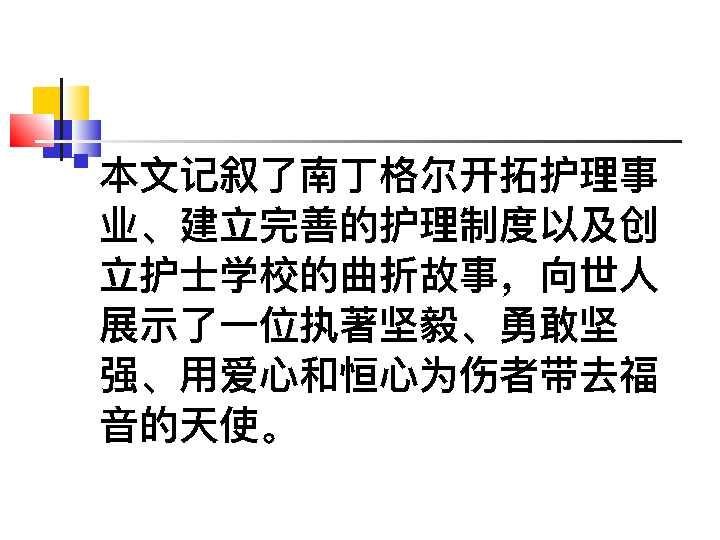 本文记叙了南丁格尔开拓护理事
业、建立完善的护理制度以及创
立护士学校的曲折故事，向世人
展示了一位执著坚毅、勇敢坚
强、用爱心和恒心为伤者带去福
音的天使。